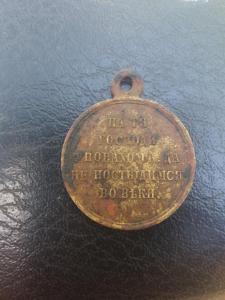 НА ТЯ
ГОСПОДИ
УПОВАХОМЪ, ДА
НЕ ПОСТЫДИМСЯ
ВО ВѢКИ.